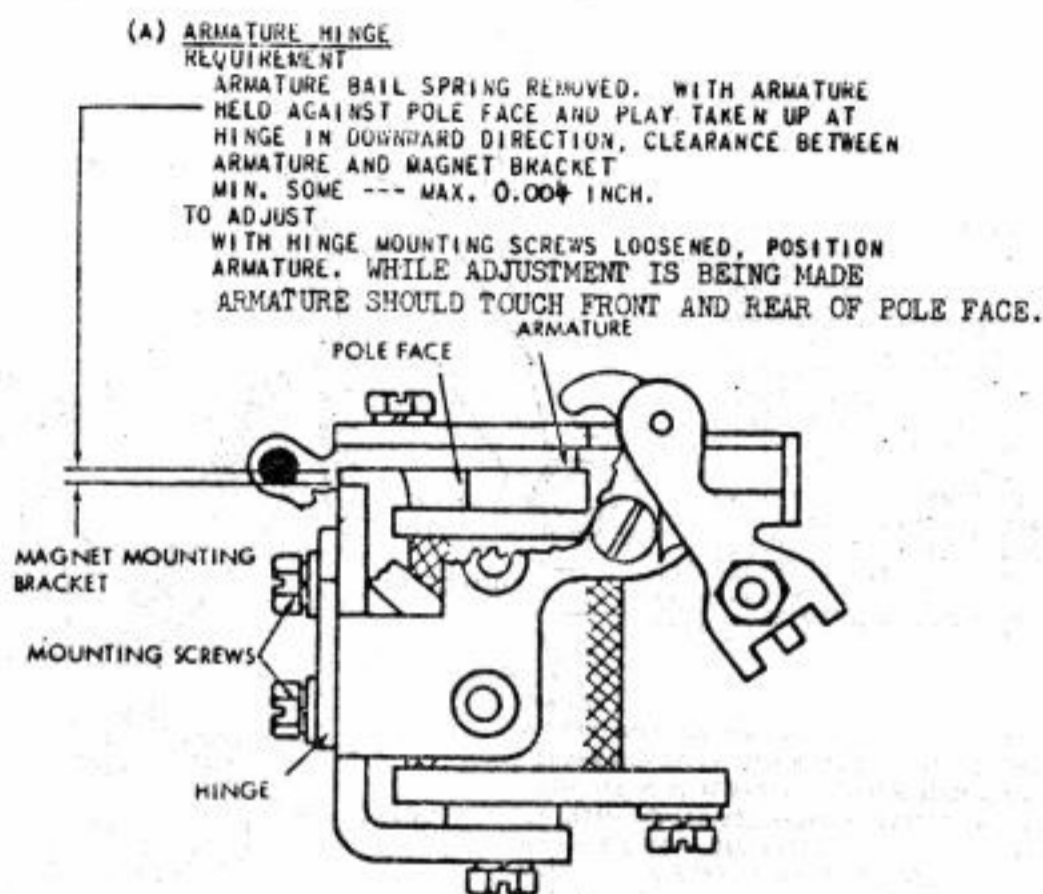 (A) ARMATURE HINGE
REQUIREMENT
ARMATURE BAIL SPRING REMOVED. WITH ARMATURE
HELD AGAINST POLE FACE AND PLAY TAKEN UP AT
HINGE IN DOWNWARD DIRECTION, CLEARANCE BETWEEN
ARMATURE AND MAGNET BRACKET
MIN. SOME --- MAX. 0.004 INCH.
TO ADJUST
WITH HINGE MOUNTING SCREWS LOOSENED, POSITION
ARMATURE. WHILE ADJUSTMENT IS BEING MADE
ARMATURE SHOULD TOUCH FRONT AND REAR OF POLE FACE.
ARMATURE
POLE FACE
MAGNET MOUNTING
BRACKET
MOUNTING SCREWS
HINGE